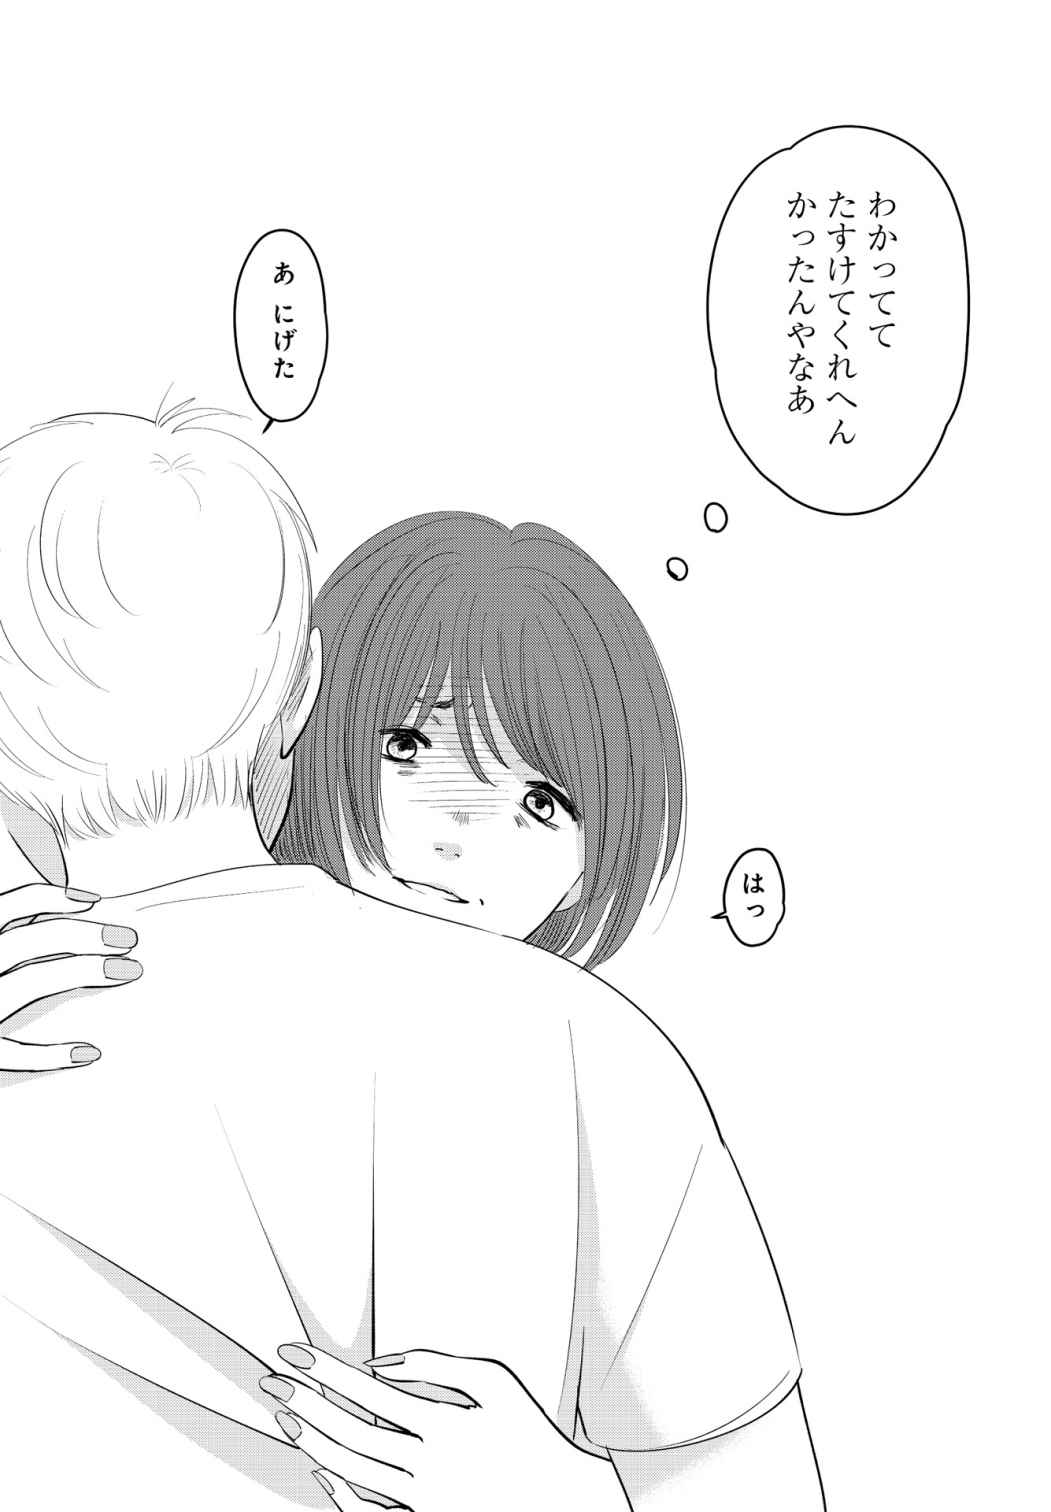 わかってて
たすけてくれへん
かったんやなあ
あ にげた
はっ